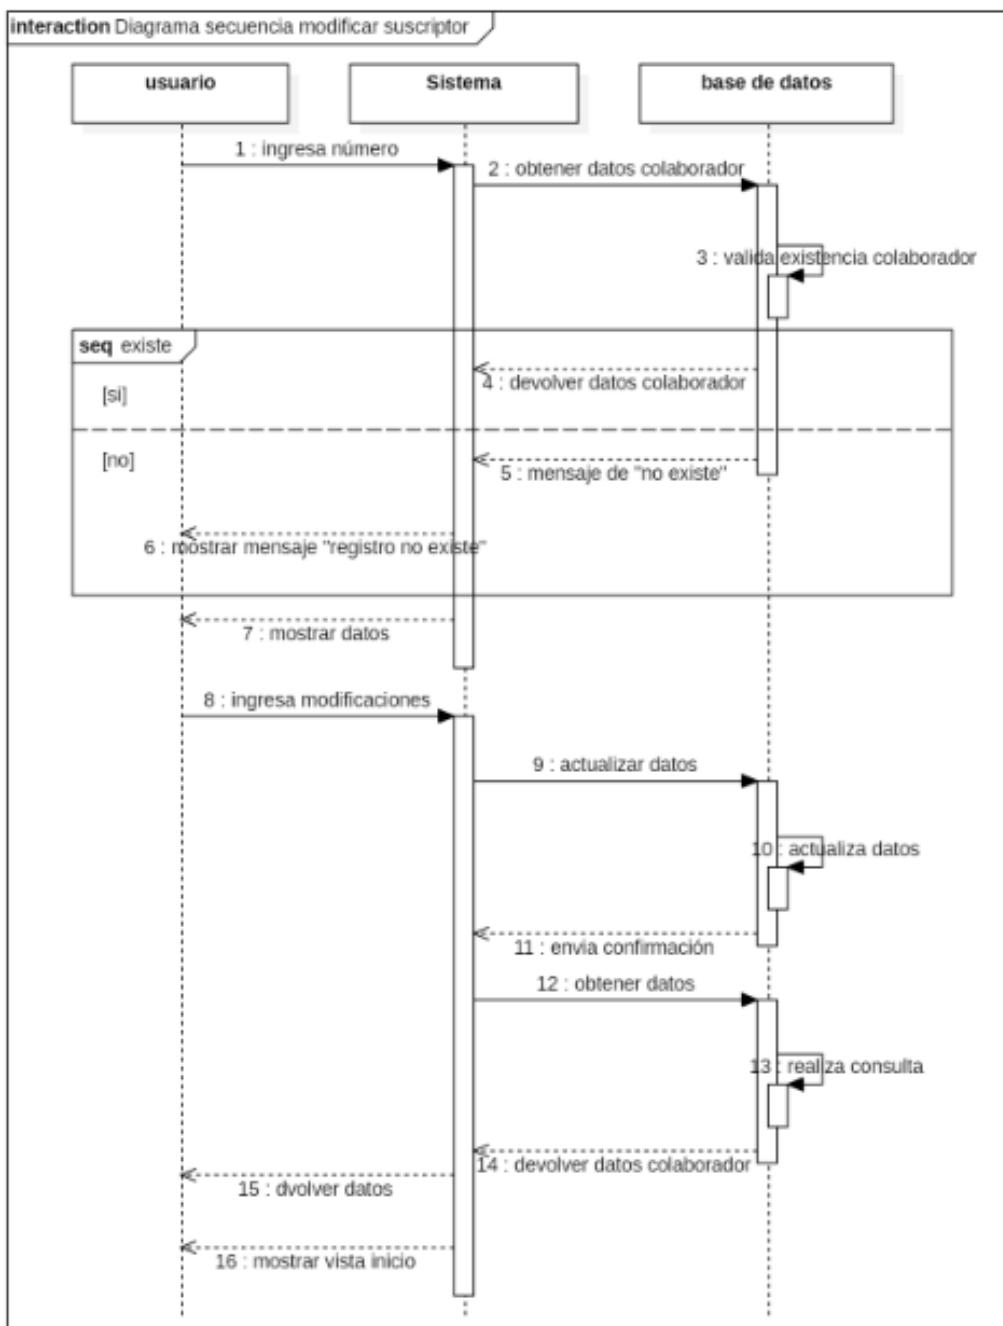 interaction Diagrama secuencia modificar suscriptor
usuario
Sistema
base de datos
1 : ingresa número
2 : obtener datos colaborador
3 : valida existencia colaborador
seq existe
[si]
4 : devolver datos colaborador
[no]
5 : mensaje de "no existe"
6 : mostrar mensaje "registro no existe"
7 : mostrar datos
8 : ingresa modificaciones
9 : actualizar datos
10 : actualiza datos
11 : envia confirmación
12 : obtener datos
13 : realiza consulta
14 : devolver datos colaborador
15 : dvolver datos
16 : mostrar vista inicio